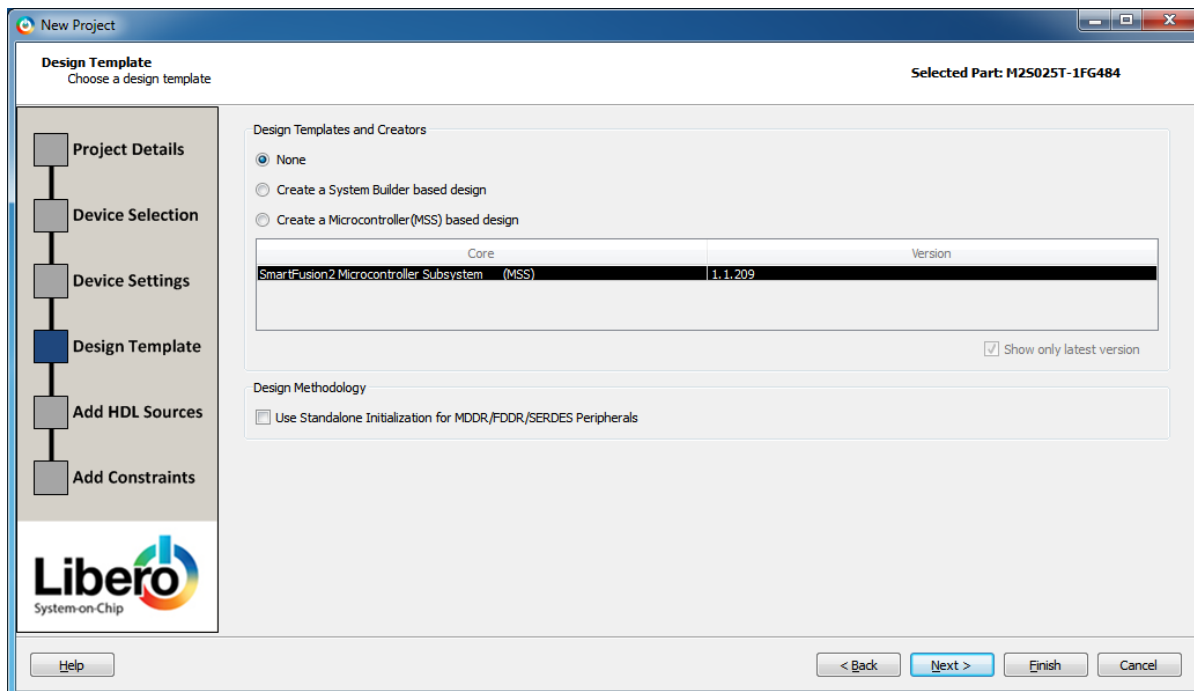 New Project
Design Template
Choose a design template
Selected Part: M2S025T-1FG484
Project Details
Device Selection
Device Settings
Design Template
Add HDL Sources
Add Constraints
Libero
System-on-Chip
Design Templates and Creators
None
Create a System Builder based design
Create a Microcontroller(MSS) based design
Core Version
SmartFusion2 Microcontroller Subsystem (MSS) 1.1.209
Show only latest version
Design Methodology
Use Standalone Initialization for MDDR/FDDR/SERDES Peripherals
Help < Back Next > Finish Cancel